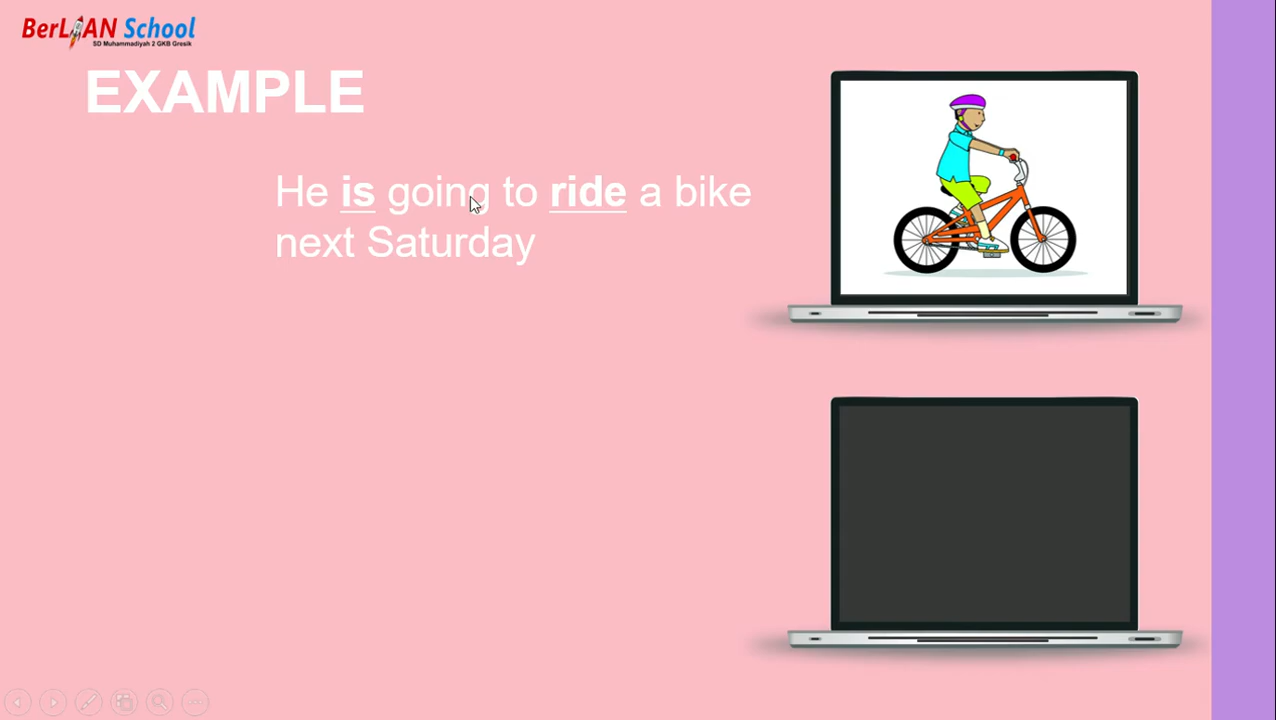 BerLIAN School
SD Muhammadiyah 2 GKB Gresik
EXAMPLE
He is going to ride a bike
next Saturday